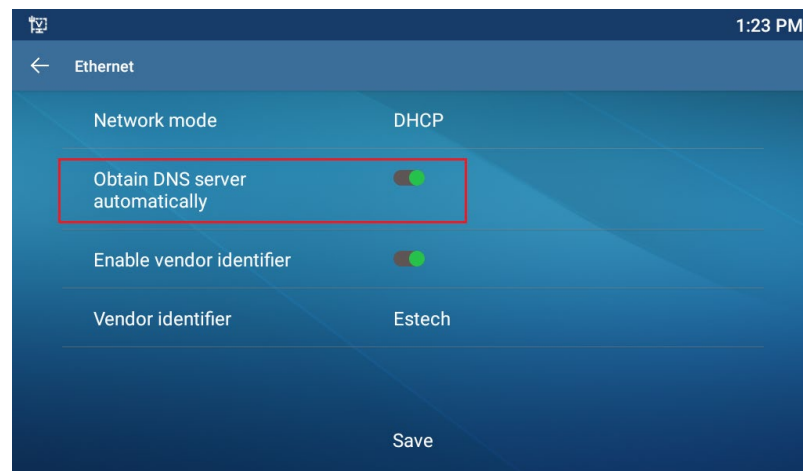 1:23 PM
Ethernet
Network mode DHCP
Obtain DNS server
automatically
Enable vendor identifier
Vendor identifier Estech
Save